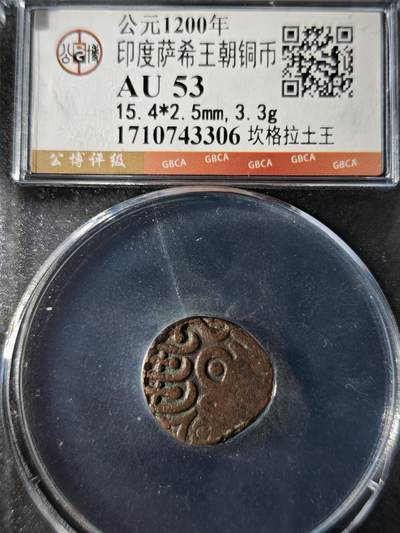 公元1200年
印度萨希王朝铜币
公博
G
AU 53
15.4*2.5mm,3.3g
1710743306 坎格拉土王
公博评级 GBCA GBCA GBCA GBCA GBCA